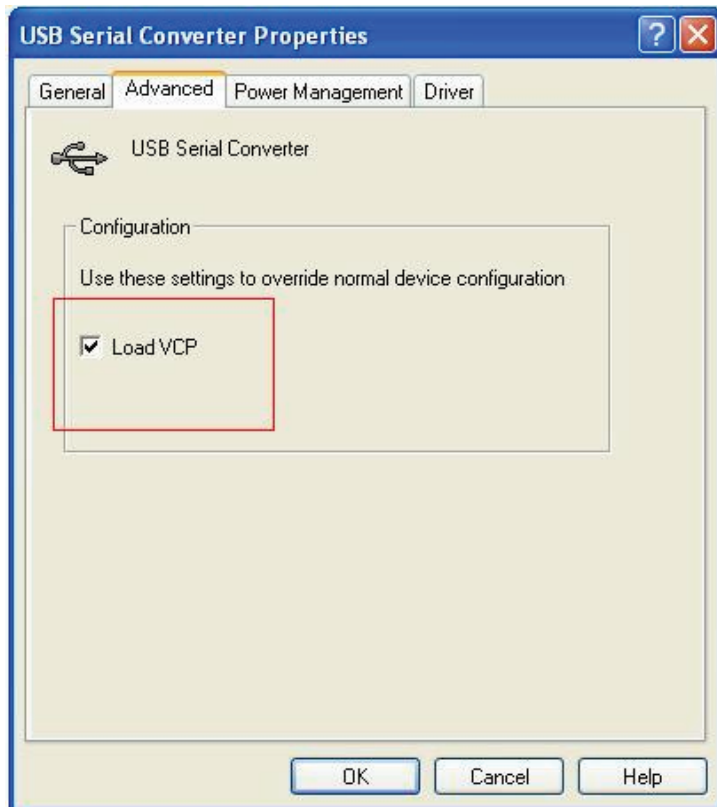 USB Serial Converter Properties
General Advanced Power Management Driver
USB Serial Converter
Configuration
Use these settings to override normal device configuration
Load VCP
OK Cancel Help